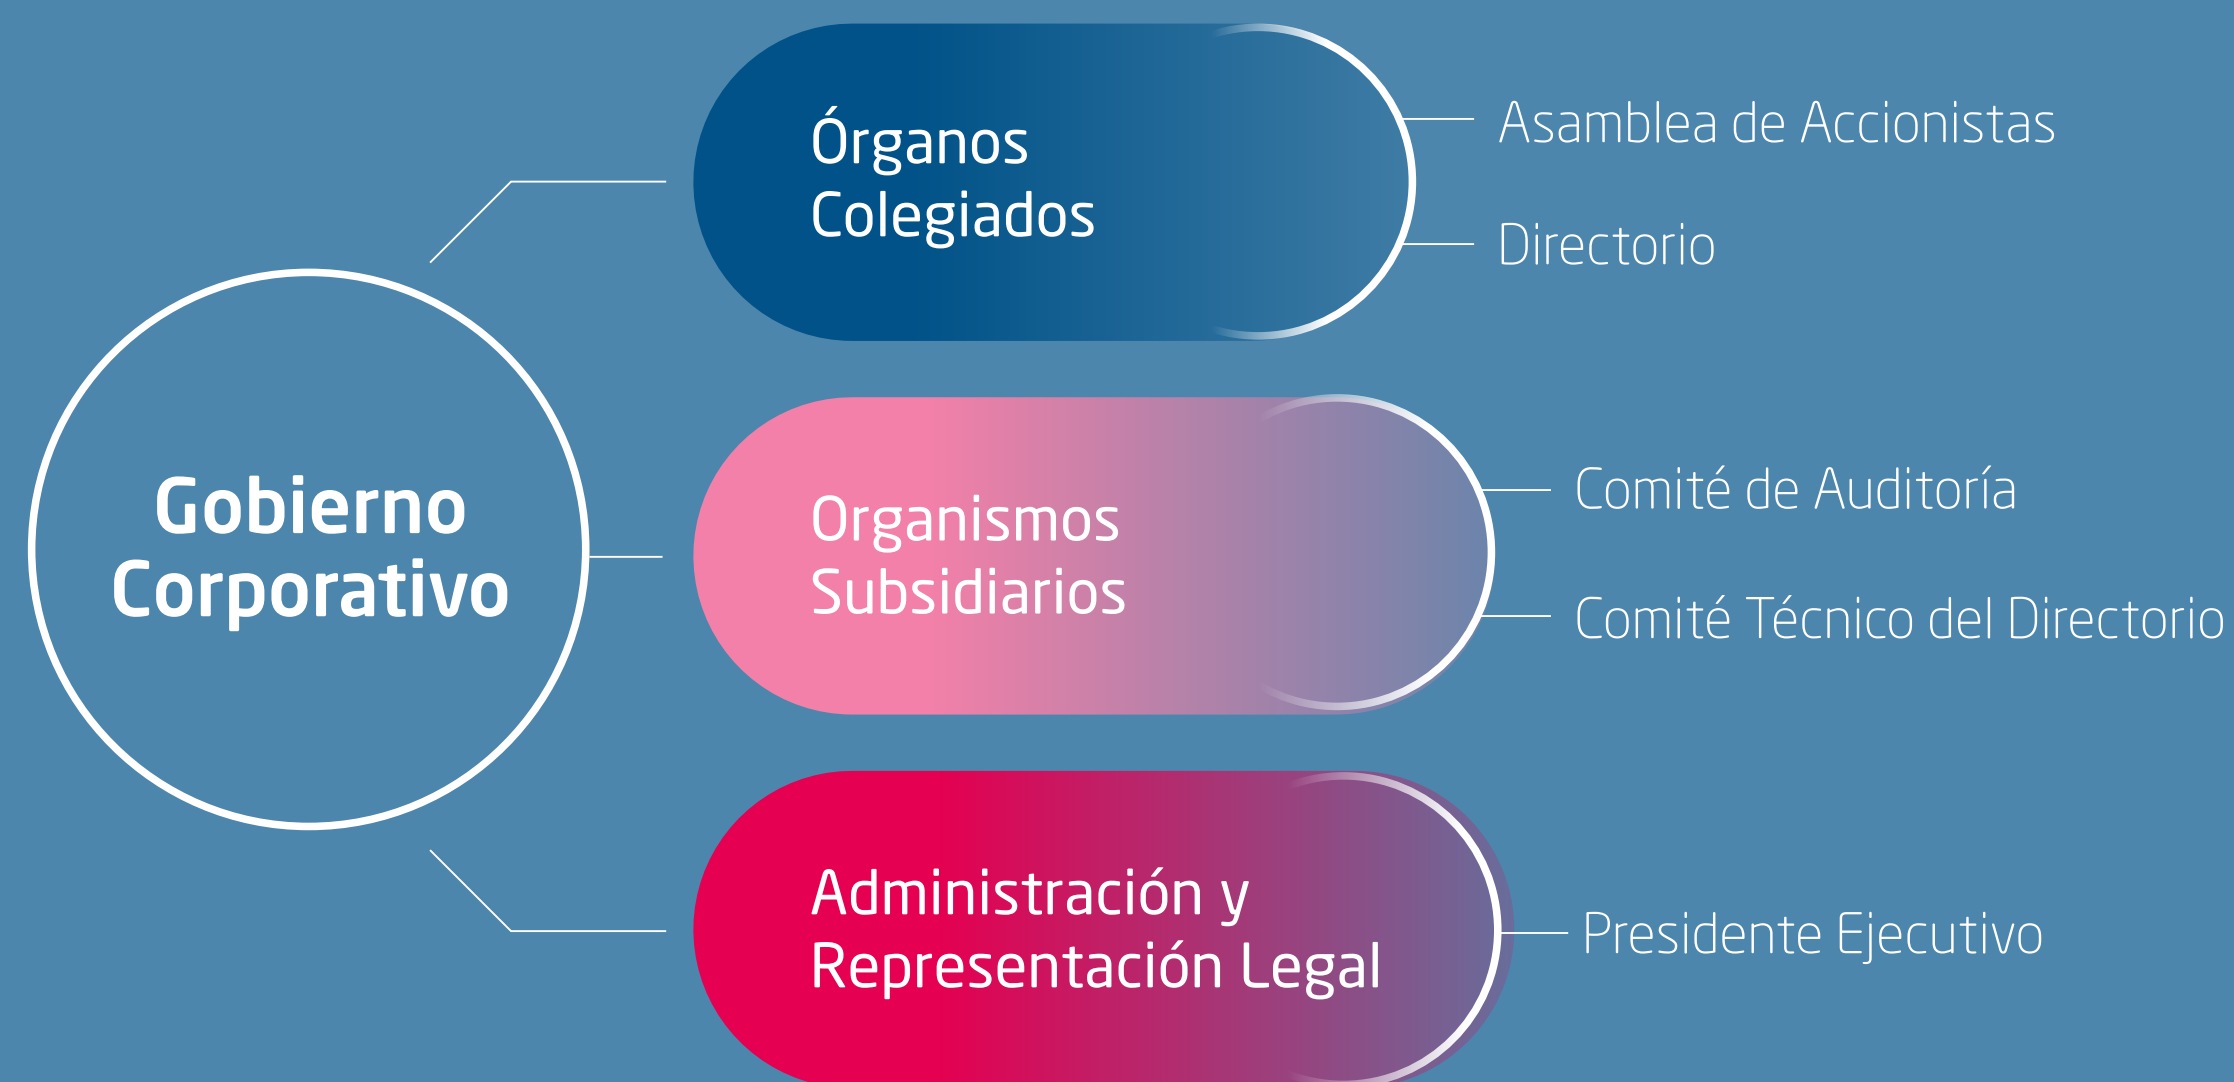 Gobierno
Corporativo
Órganos
Colegiados
Asamblea de Accionistas
Directorio
Organismos
Subsidiarios
Comité de Auditoría
Comité Técnico del Directorio
Administración y
Representación Legal
Presidente Ejecutivo